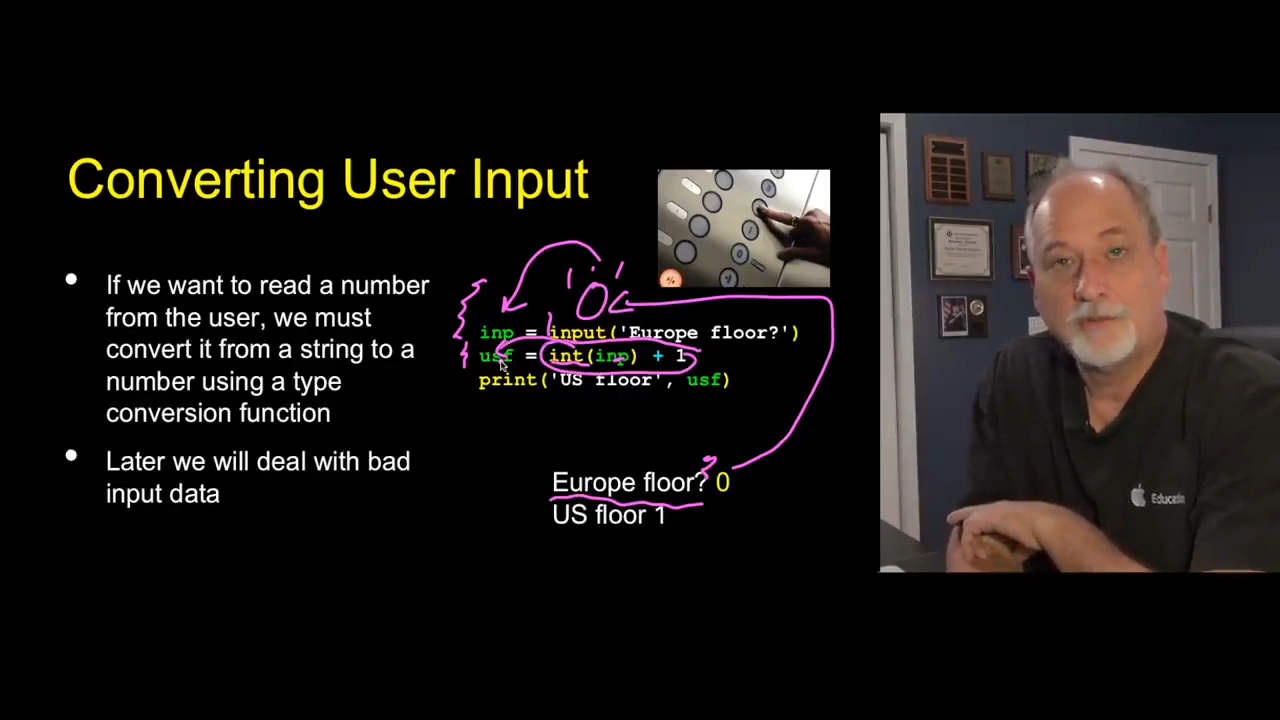 Converting User Input
If we want to read a number
from the user, we must
convert it from a string to a
number using a type
conversion function
Later we will deal with bad
input data
'0'
inp = input('Europe floor?')
usf = int(inp) + 1
print('US floor', usf)
Europe floor? 0
US floor 1
Education